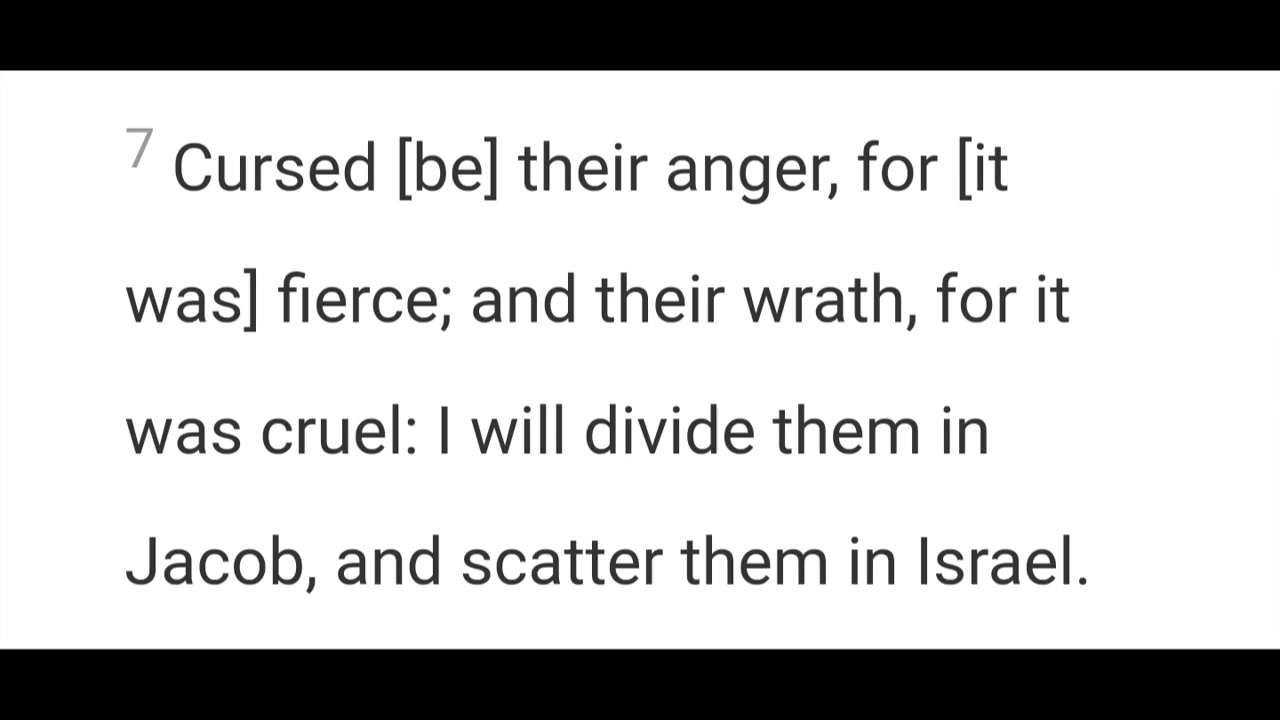 7 Cursed [be] their anger, for [it
was] fierce; and their wrath, for it
was cruel: I will divide them in
Jacob, and scatter them in Israel.